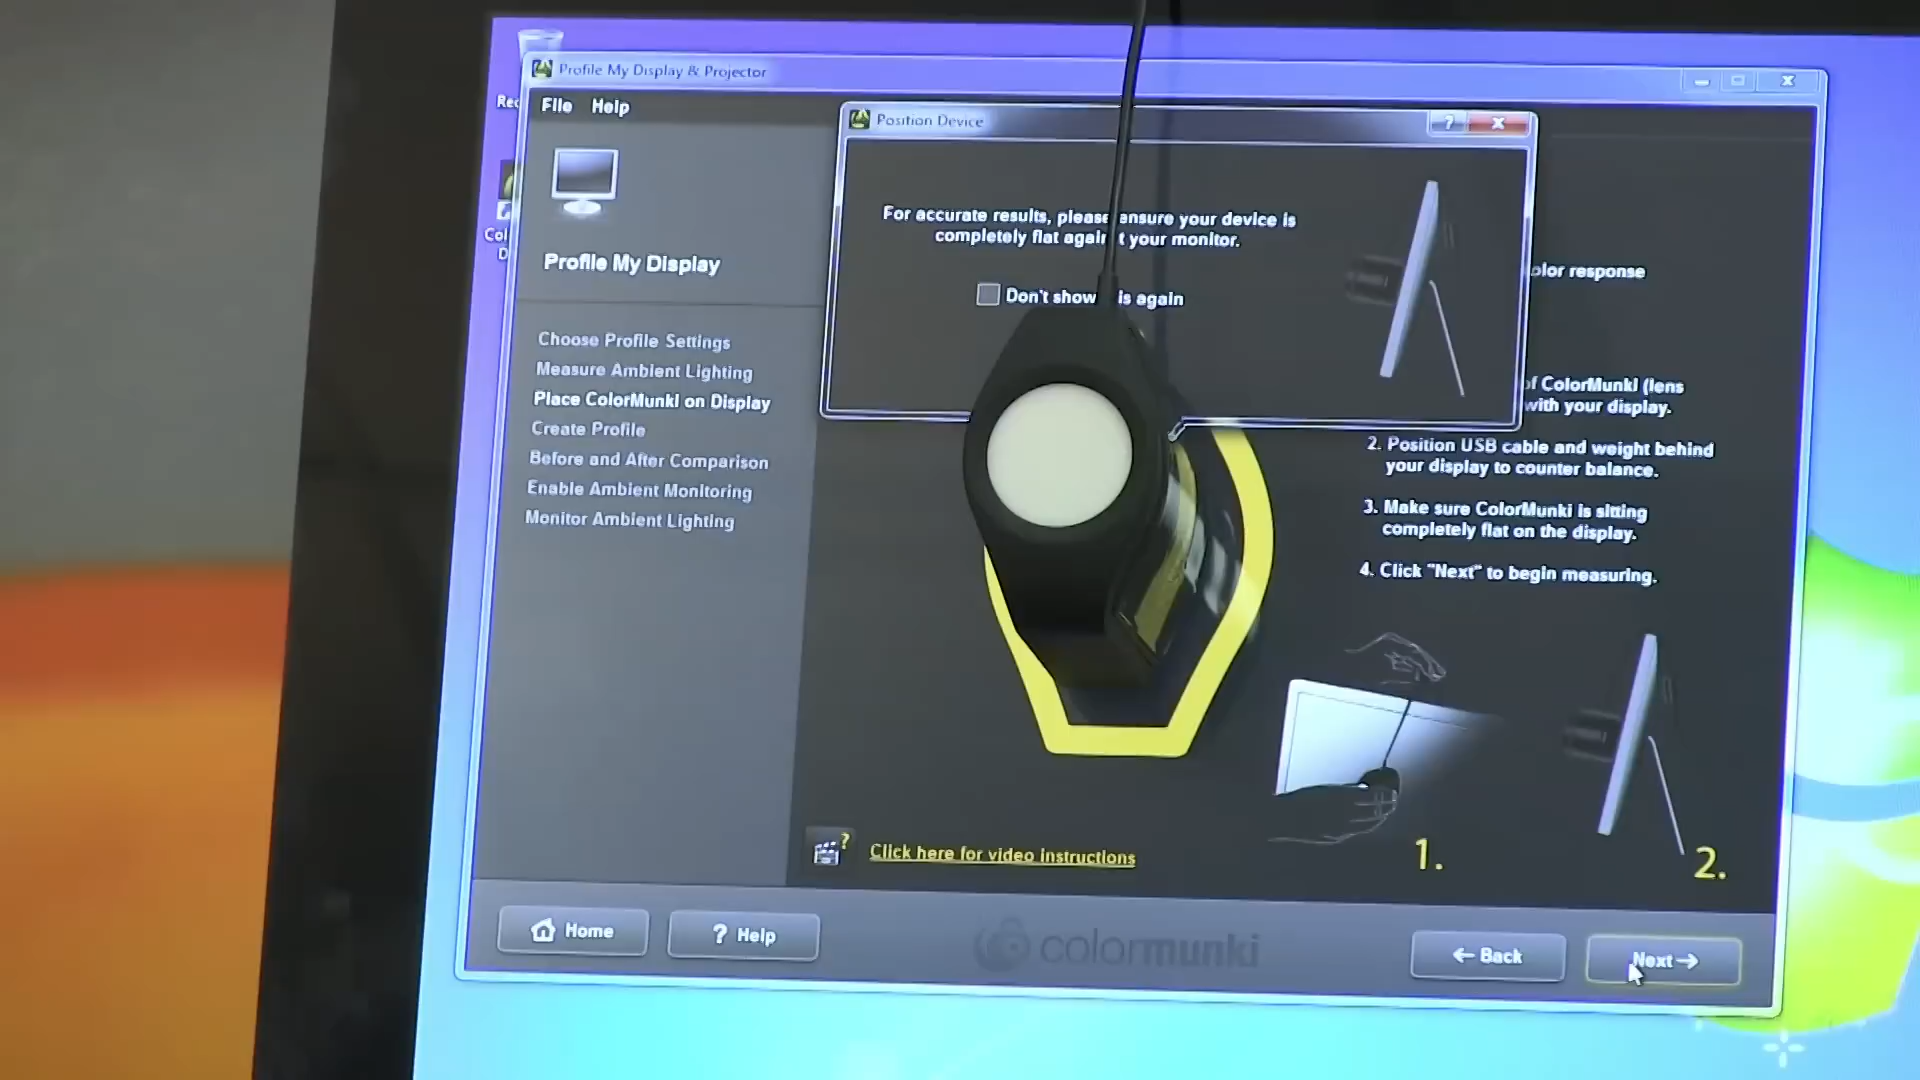 Profile My Display & Projector
File Help
Position Device
?
For accurate results, please ensure your device is
completely flat your monitor.
Don't show again
Profile My Display
Choose Profile Settings
Measure Ambient Lighting
Place ColorMunki on Display
Create Profile
Before and After Comparison
Enable Ambient Monitoring
Monitor Ambient Lighting
response
of ColorMunki (lens
with your display.
2. Position USB cable and weight behind
your display to counter balance.
3. Make sure ColorMunki is sitting
completely flat on the display.
4. Click "Next" to begin measuring.
1.
2.
?
Click here for video instructions
Home
? Help
colormunki
Back
Next